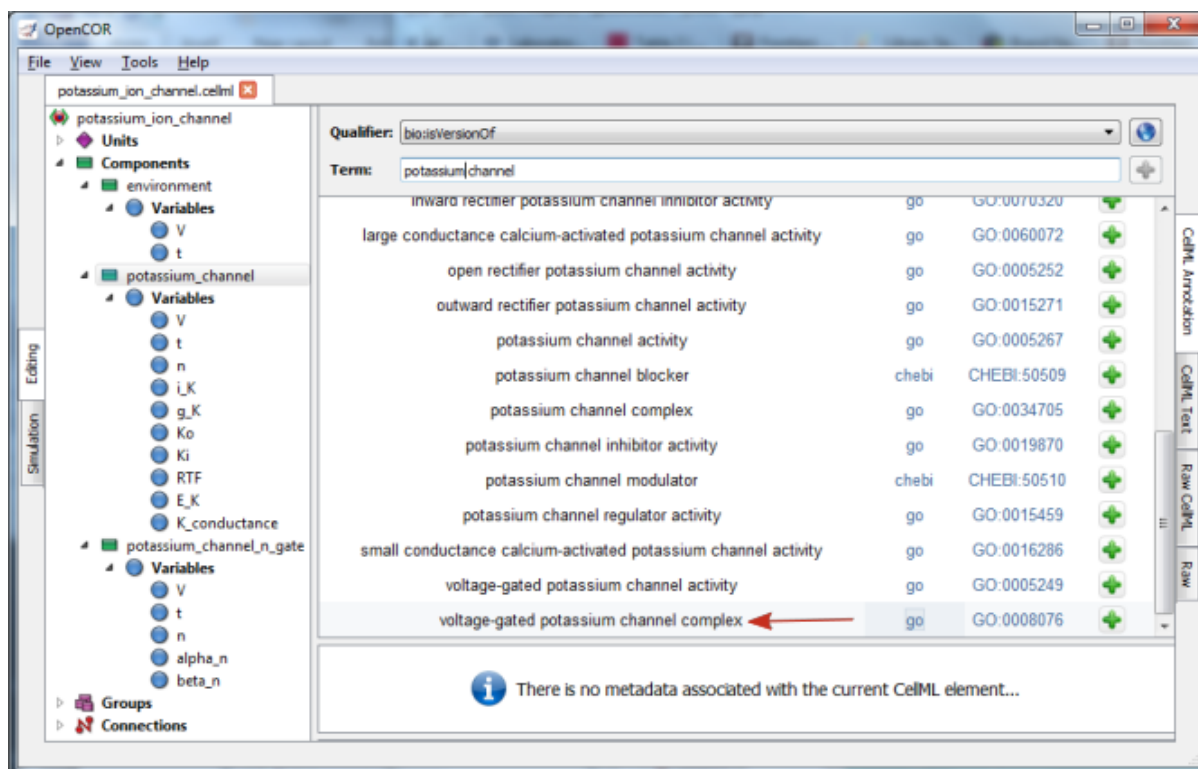 OpenCOR
File View Tools Help
potassium_ion_channel.cellml
potassium_ion_channel
Units
Components
environment
Variables
V
t
potassium_channel
Variables
V
t
n
i_K
g_K
Ko
Ki
RTF
E_K
K_conductance
potassium_channel_n_gate
Variables
V
t
n
alpha_n
beta_n
Groups
Connections
Editing
Simulation
Qualifier: bio:isVersionOf
Term: potassium channel
inward rectifier potassium channel inhibitor activity go GO:0070320
large conductance calcium-activated potassium channel activity go GO:0060072
open rectifier potassium channel activity go GO:0005252
outward rectifier potassium channel activity go GO:0015271
potassium channel activity go GO:0005267
potassium channel blocker chebi CHEBI:50509
potassium channel complex go GO:0034705
potassium channel inhibitor activity go GO:0019870
potassium channel modulator chebi CHEBI:50510
potassium channel regulator activity go GO:0015459
small conductance calcium-activated potassium channel activity go GO:0016286
voltage-gated potassium channel activity go GO:0005249
voltage-gated potassium channel complex go GO:0008076
There is no metadata associated with the current CellML element...
CellML Annotation
CellML Text
Raw CellML
Raw